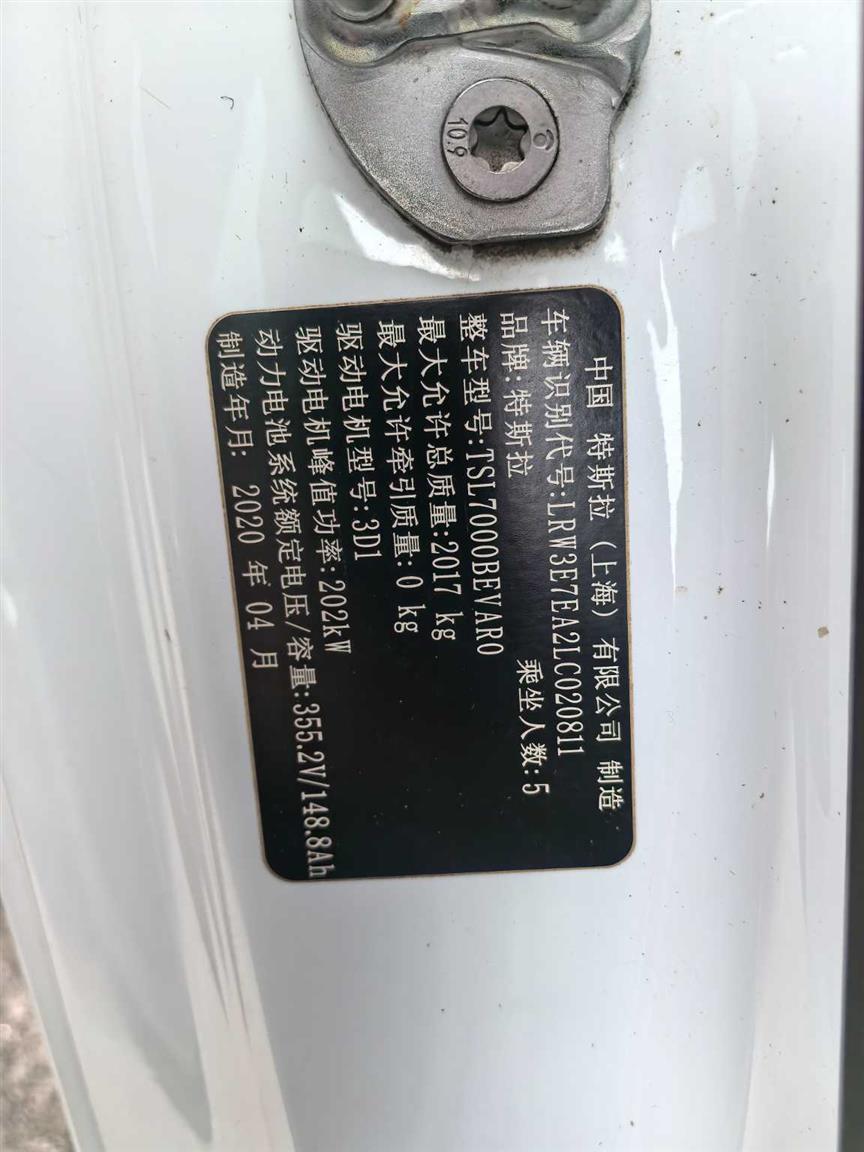 10.9
中国 特斯拉（上海）有限公司 制造
车辆识别代号:LRW3E7EA2LC020811
品牌:特斯拉 乘坐人数:5
整车型号:TSL7000BEVAR0
最大允许总质量:2017 kg
最大允许牵引质量:0 kg
驱动电机型号:3D1
驱动电机峰值功率:202kW
动力电池系统额定电压/容量:355.2V/148.8Ah
制造年月: 2020 年 04 月